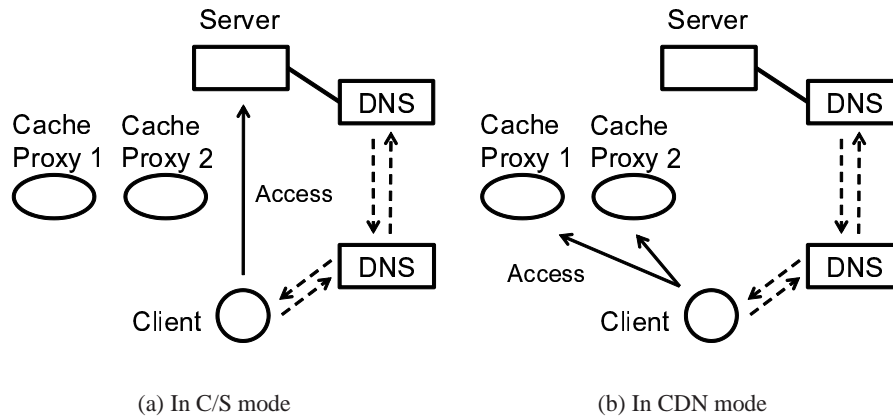 Server
DNS
Cache
Proxy 1
Cache
Proxy 2
Access
DNS
Client
(a) In C/S mode
Server
DNS
Cache
Proxy 1
Cache
Proxy 2
Access
DNS
Client
(b) In CDN mode